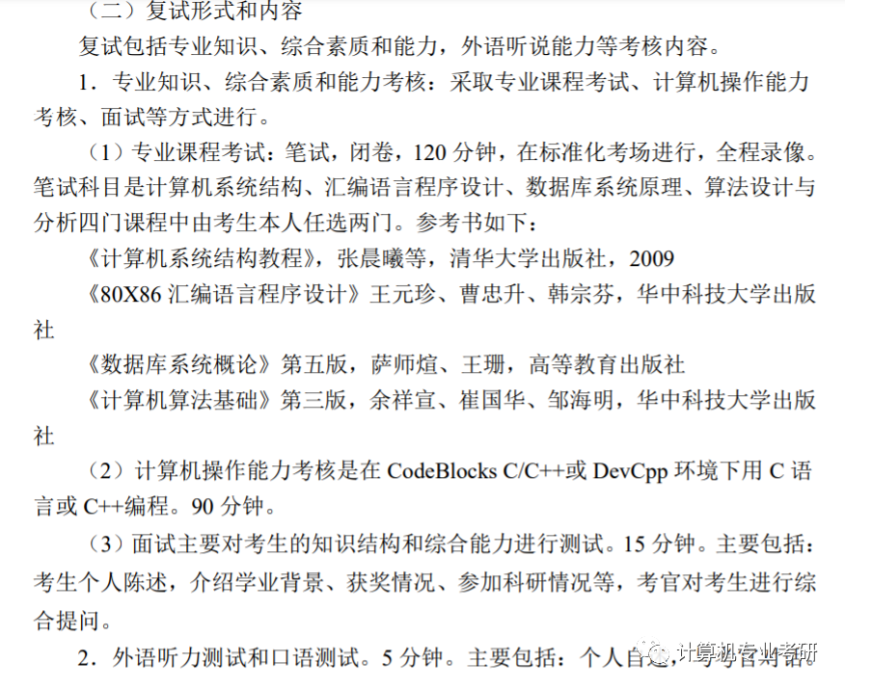 （二）复试形式和内容
复试包括专业知识、综合素质和能力，外语听说能力等考核内容。
1．专业知识、综合素质和能力考核：采取专业课程考试、计算机操作能力
考核、面试等方式进行。
（1）专业课程考试：笔试，闭卷，120 分钟，在标准化考场进行，全程录像。
笔试科目是计算机系统结构、汇编语言程序设计、数据库系统原理、算法设计与
分析四门课程中由考生本人任选两门。参考书如下：
《计算机系统结构教程》，张晨曦等，清华大学出版社，2009
《80X86 汇编语言程序设计》王元珍、曹忠升、韩宗芬，华中科技大学出版
社
《数据库系统概论》第五版，萨师煊、王珊，高等教育出版社
《计算机算法基础》第三版，余祥宣、崔国华、邹海明，华中科技大学出版
社
（2）计算机操作能力考核是在 CodeBlocks C/C++或 DevCpp 环境下用 C 语
言或 C++编程。90 分钟。
（3）面试主要对考生的知识结构和综合能力进行测试。15 分钟。主要包括：
考生个人陈述，介绍学业背景、获奖情况、参加科研情况等，考官对考生进行综
合提问。
2．外语听力测试和口语测试。5 分钟。主要包括：个人自述，与考官对话。
计算机专业考研